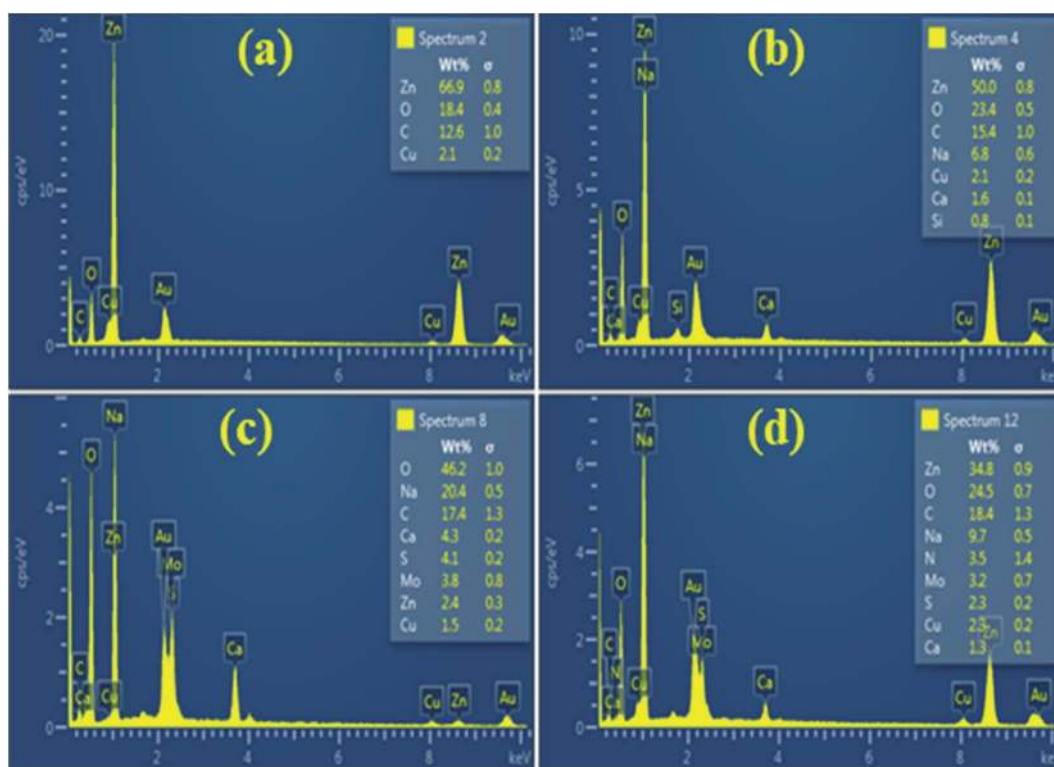 (a)
Spectrum 2
Wt% σ
Zn 66.9 0.8
O 18.4 0.4
C 12.6 1.0
Cu 2.1 0.2
20
10
0
cps/eV
Zn
O
C
Cu
Au
Cu
Zn
Au
2 4 6 8 keV
(b)
Spectrum 4
Wt% σ
Zn 50.0 0.8
O 23.4 0.5
C 15.4 1.0
Na 6.8 0.6
Cu 2.1 0.2
Ca 1.6 0.1
Si 0.8 0.1
10
5
0
cps/eV
Zn
Na
O
C
Ca
Cu
Si
Au
Ca
Cu
Zn
Au
2 4 6 8 keV
(c)
Spectrum 8
Wt% σ
O 46.2 1.0
Na 20.4 0.5
C 17.4 1.3
Ca 4.3 0.2
S 4.1 0.2
Mo 3.8 0.8
Zn 2.4 0.3
Cu 1.5 0.2
4
2
0
cps/eV
Na
O
Zn
C
Ca
Cu
Au
Mo
S
Ca
Cu
Zn
Au
2 4 6 8 keV
(d)
Spectrum 12
Wt% σ
Zn 34.8 0.9
O 24.5 0.7
C 18.4 1.3
Na 9.7 0.5
N 3.5 1.4
Mo 3.2 0.7
S 2.3 0.2
Cu 2.3 0.2
Ca 1.3 0.1
6
4
2
0
cps/eV
Zn
Na
O
C
N
Ca
Cu
Au
S
Mo
Ca
Cu
Zn
Au
2 4 6 8 keV